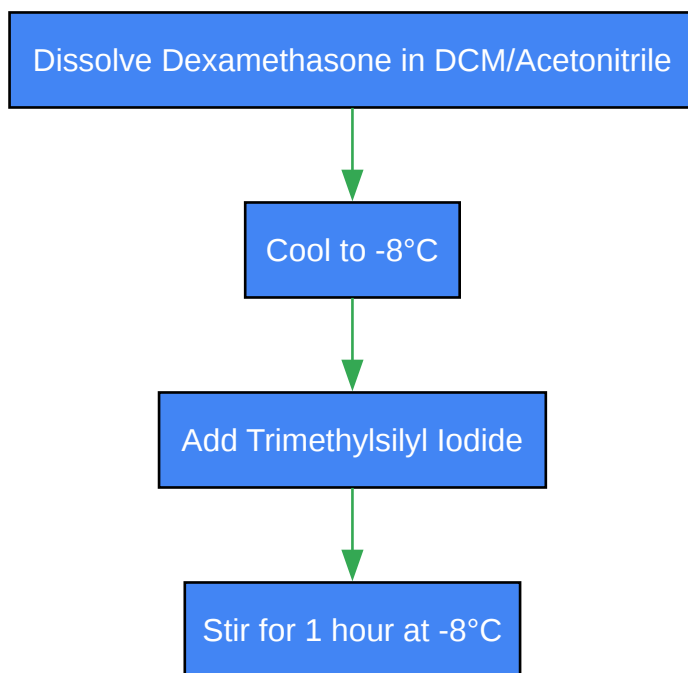 Dissolve Dexamethasone in DCM/Acetonitrile
Cool to -8°C
Add Trimethylsilyl Iodide
Stir for 1 hour at -8°C